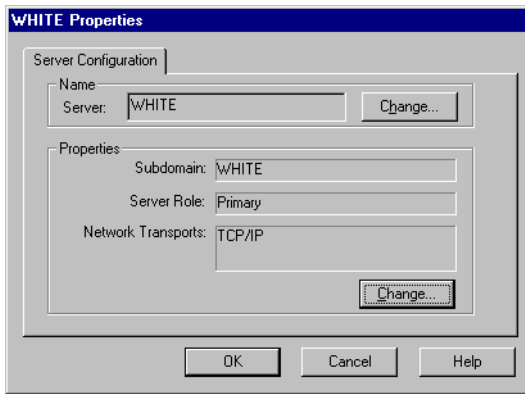 WHITE Properties
Server Configuration
Name
Server: WHITE Change...
Properties
Subdomain: WHITE
Server Role: Primary
Network Transports: TCP/IP
Change...
OK Cancel Help